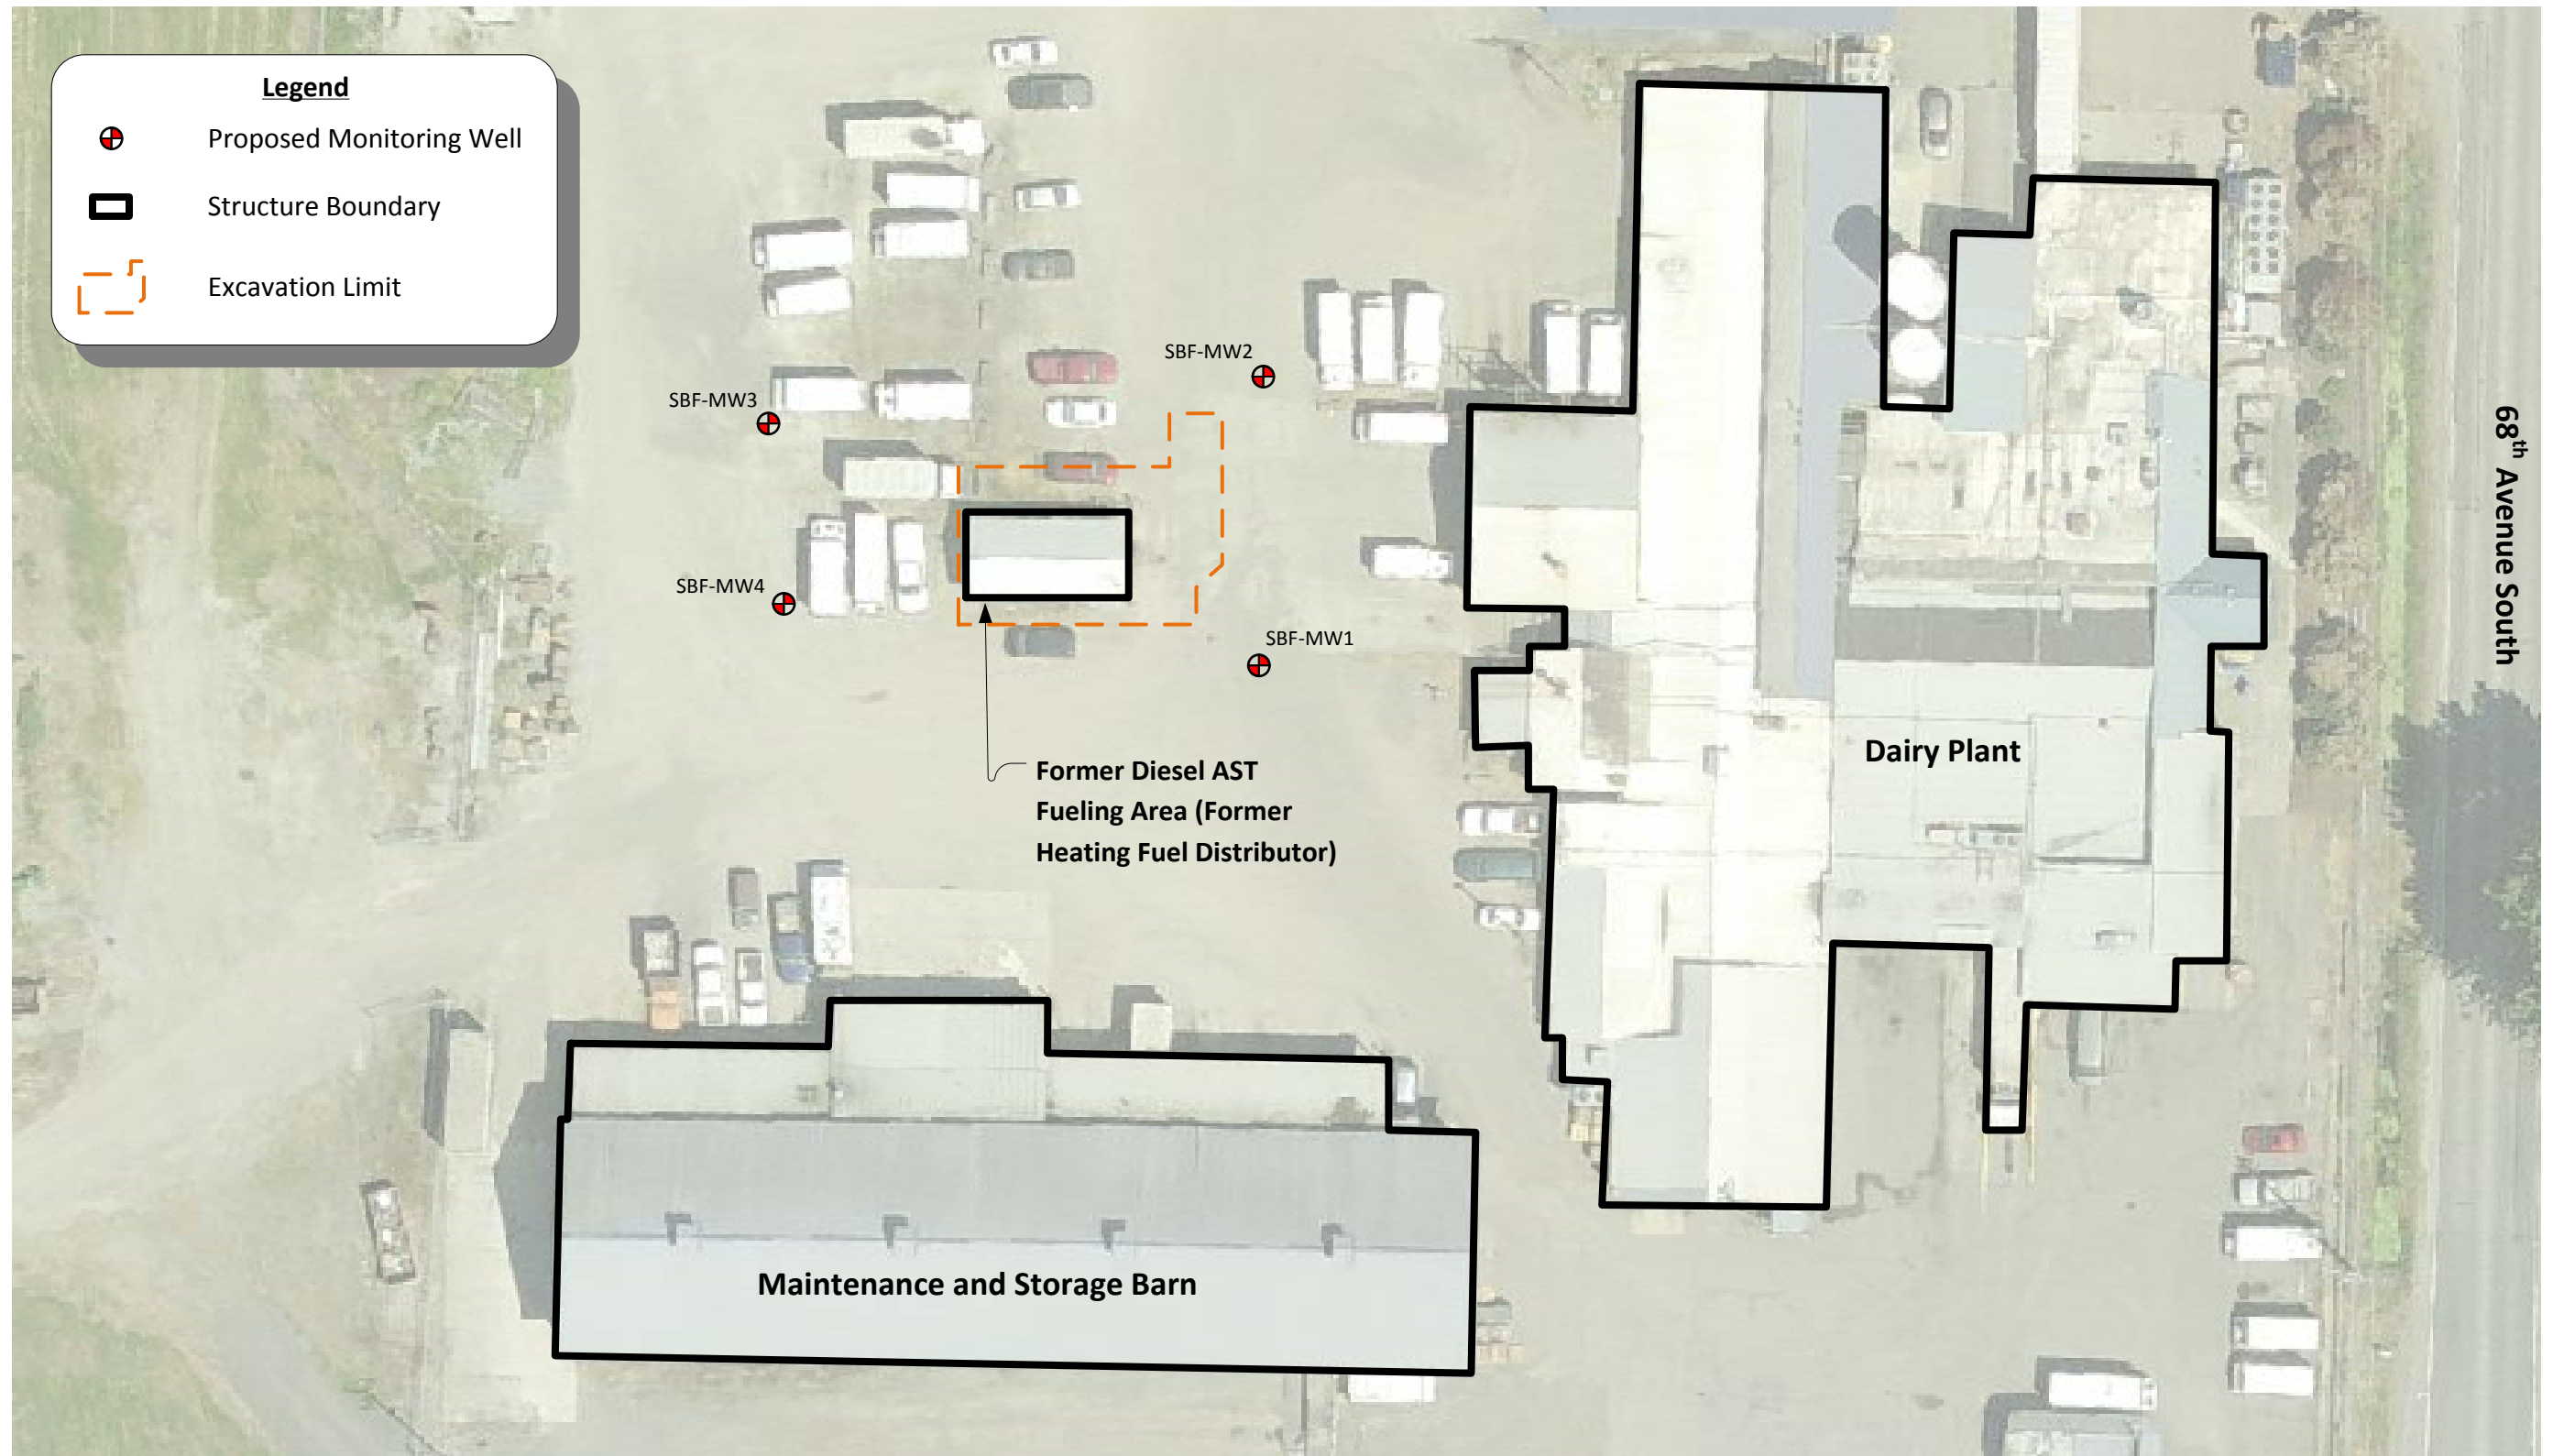 Legend
Proposed Monitoring Well
Structure Boundary
Excavation Limit
SBF-MW2
SBF-MW3
SBF-MW4
SBF-MW1
68th Avenue South
Former Diesel AST
Fueling Area (Former
Heating Fuel Distributor)
Dairy Plant
Maintenance and Storage Barn